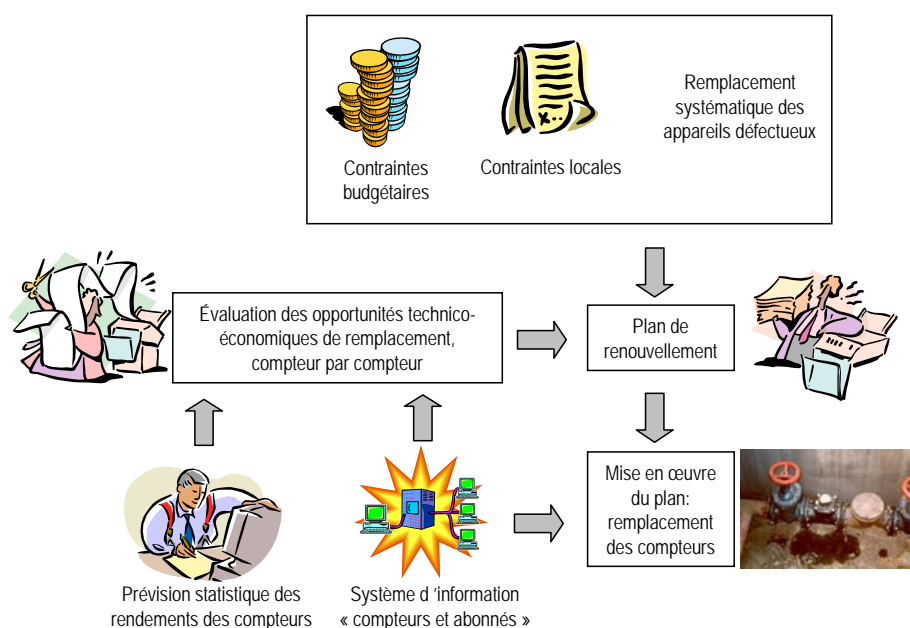 Remplacement
systématique des
appareils défectueux
Contraintes
budgétaires
Contraintes locales
Évaluation des opportunités technico-
économiques de remplacement,
compteur par compteur
Plan de
renouvellement
Mise en œuvre
du plan:
remplacement
des compteurs
Prévision statistique des
rendements des compteurs
Système d 'information
« compteurs et abonnés »